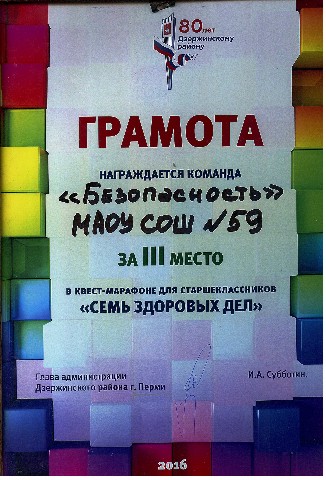 80 лет
Дзержинскому
району
ГРАМОТА
НАГРАЖДАЕТСЯ КОМАНДА
«Безопасность»
МАОУ СОШ №59
ЗА III МЕСТО
В КВЕСТ-МАРАФОНЕ ДЛЯ СТАРШЕКЛАССНИКОВ
«СЕМЬ ЗДОРОВЫХ ДЕЛ»
Глава администрации
Дзержинского района г. Перми
И.А. Субботин
2016